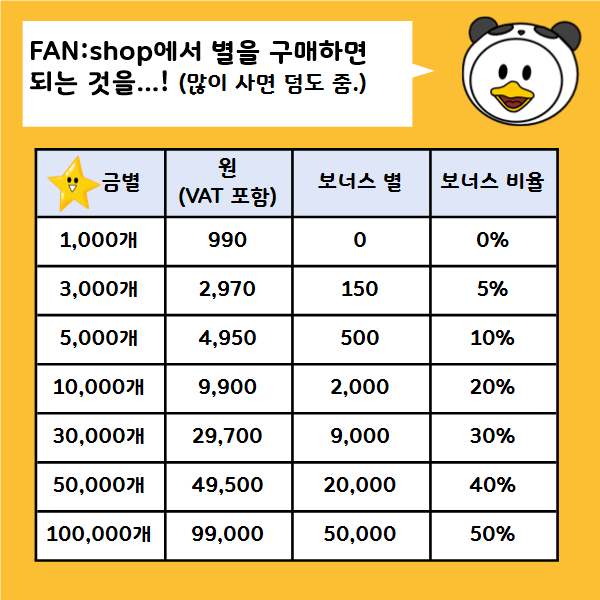 FAN:shop에서 별을 구매하면
되는 것을...! (많이 사면 덤도 줌.)
금별 원 (VAT 포함) 보너스 별 보너스 비율
1,000개 990 0 0%
3,000개 2,970 150 5%
5,000개 4,950 500 10%
10,000개 9,900 2,000 20%
30,000개 29,700 9,000 30%
50,000개 49,500 20,000 40%
100,000개 99,000 50,000 50%